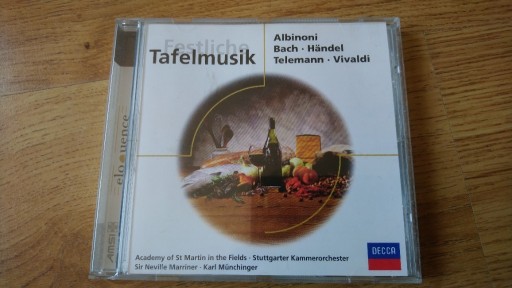 Festliche
Tafelmusik
Albinoni
Bach · Händel
Telemann · Vivaldi
eloquence
AMSI
Academy of St Martin in the Fields · Stuttgarter Kammerorchester
Sir Neville Marriner · Karl Münchinger
DECCA